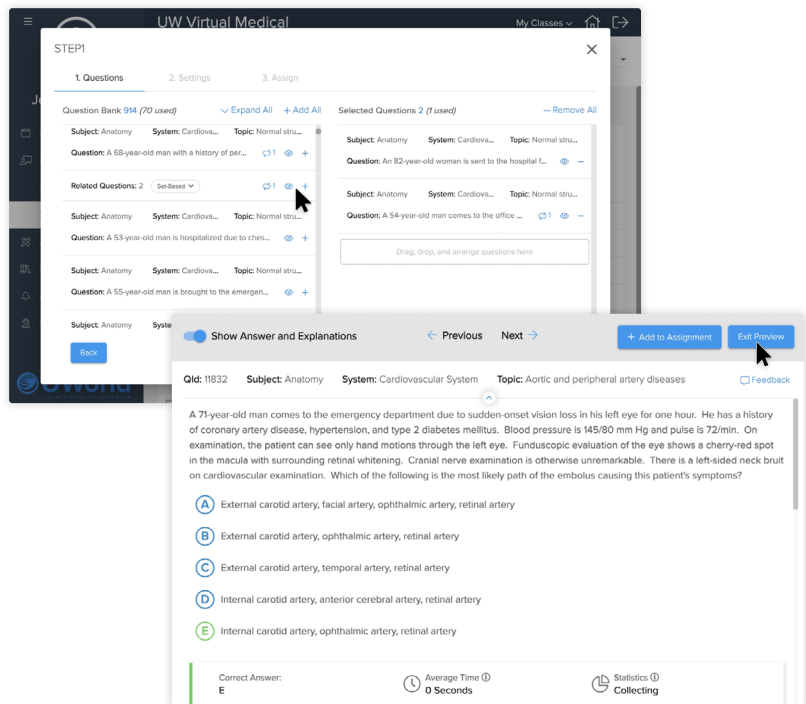 UW Virtual Medical
My Classes
STEP1
1. Questions 2. Settings 3. Assign
Question Bank 914 (70 used) Expand All + Add All
Subject: Anatomy System: Cardiova... Topic: Normal stru...
Question: A 68-year-old man with a history of per... 1
Related Questions: 2 Set-Based 1
Subject: Anatomy System: Cardiova... Topic: Normal stru...
Question: A 53-year-old man is hospitalized due to ches...
Subject: Anatomy System: Cardiova... Topic: Normal stru...
Question: A 55-year-old man is brought to the emergen...
Subject: Anatomy Syste
Back
Selected Questions 2 (1 used) — Remove All
Subject: Anatomy System: Cardiova... Topic: Normal stru...
Question: An 82-year-old woman is sent to the hospital f...
Subject: Anatomy System: Cardiova... Topic: Normal stru...
Question: A 54-year-old man comes to the office ... 1
Drag, drop, and arrange questions here
UWorld
Show Answer and Explanations
← Previous Next →
+ Add to Assignment
Exit Preview
QId: 11832 Subject: Anatomy System: Cardiovascular System Topic: Aortic and peripheral artery diseases
Feedback
A 71-year-old man comes to the emergency department due to sudden-onset vision loss in his left eye for one hour. He has a history
of coronary artery disease, hypertension, and type 2 diabetes mellitus. Blood pressure is 145/80 mm Hg and pulse is 72/min. On
examination, the patient can see only hand motions through the left eye. Funduscopic evaluation of the eye shows a cherry-red spot
in the macula with surrounding retinal whitening. Cranial nerve examination is otherwise unremarkable. There is a left-sided neck bruit
on cardiovascular examination. Which of the following is the most likely path of the embolus causing this patient's symptoms?
A External carotid artery, facial artery, ophthalmic artery, retinal artery
B External carotid artery, ophthalmic artery, retinal artery
C External carotid artery, temporal artery, retinal artery
D Internal carotid artery, anterior cerebral artery, retinal artery
E Internal carotid artery, ophthalmic artery, retinal artery
Correct Answer:
E
Average Time
0 Seconds
Statistics
Collecting